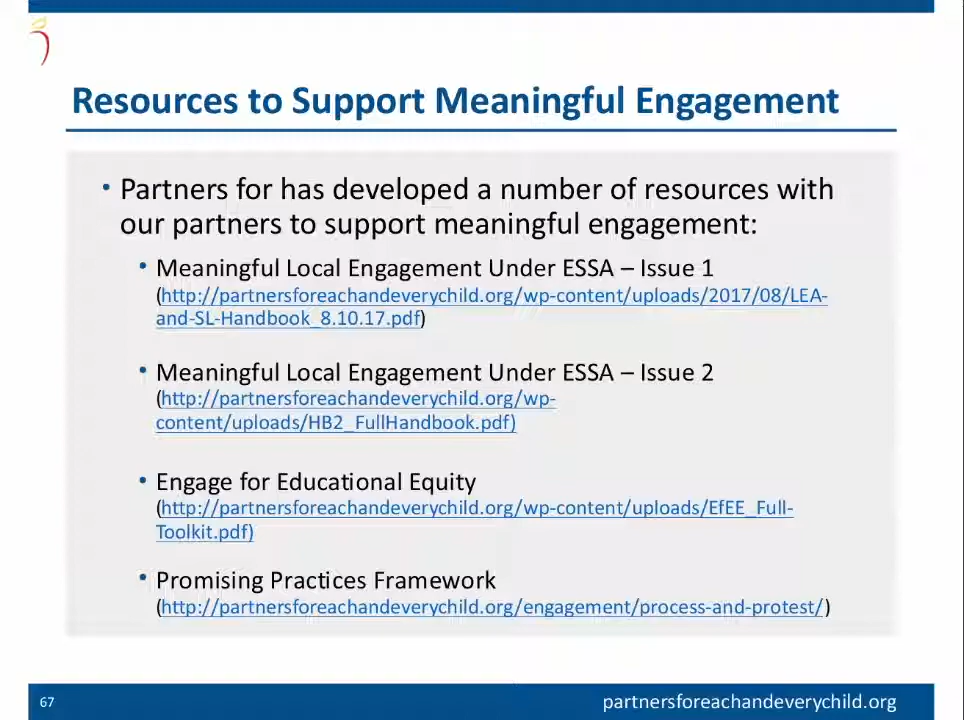 Resources to Support Meaningful Engagement
• Partners for has developed a number of resources with
our partners to support meaningful engagement:
• Meaningful Local Engagement Under ESSA – Issue 1
(http://partnersforeachandeverychild.org/wp-content/uploads/2017/08/LEA-
and-SL-Handbook_8.10.17.pdf)
• Meaningful Local Engagement Under ESSA – Issue 2
(http://partnersforeachandeverychild.org/wp-
content/uploads/HB2_FullHandbook.pdf)
• Engage for Educational Equity
(http://partnersforeachandeverychild.org/wp-content/uploads/EfEE_Full-
Toolkit.pdf)
• Promising Practices Framework
(http://partnersforeachandeverychild.org/engagement/process-and-protest/)
67
partnersforeachandeverychild.org